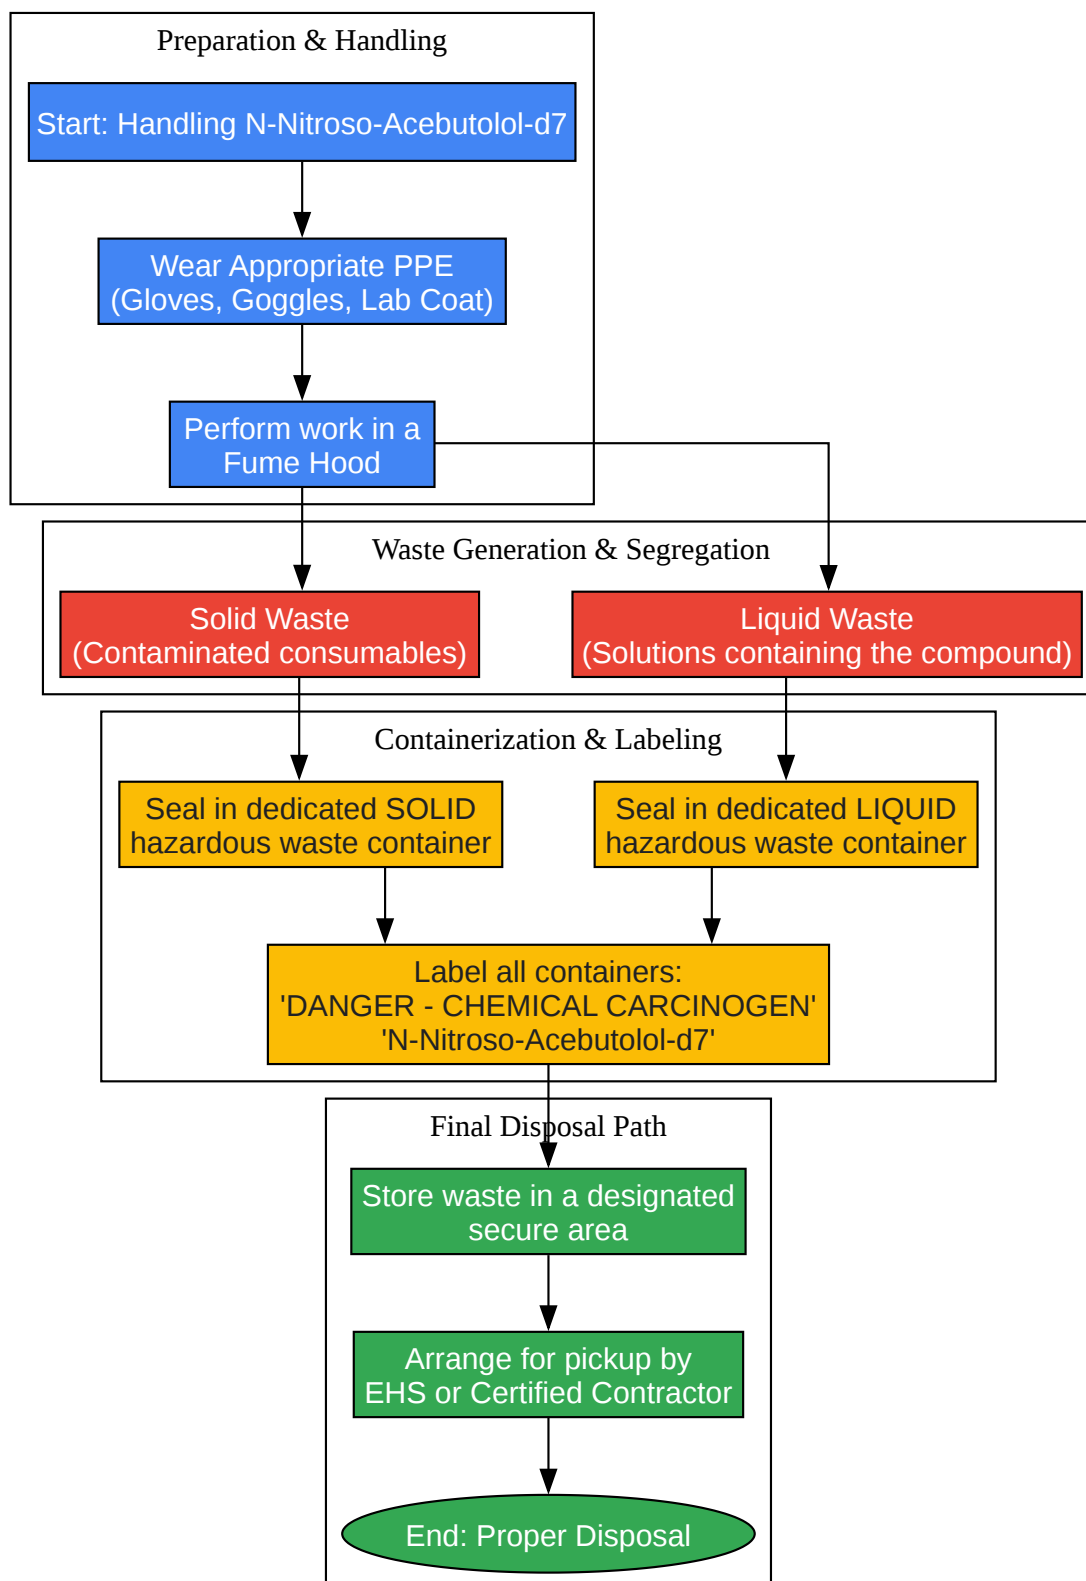 Preparation & Handling
Start: Handling N-Nitroso-Acebutolol-d7
Wear Appropriate PPE
(Gloves, Goggles, Lab Coat)
Perform work in a
Fume Hood
Waste Generation & Segregation
Solid Waste
(Contaminated consumables)
Liquid Waste
(Solutions containing the compound)
Containerization & Labeling
Seal in dedicated SOLID
hazardous waste container
Seal in dedicated LIQUID
hazardous waste container
Label all containers:
'DANGER - CHEMICAL CARCINOGEN'
'N-Nitroso-Acebutolol-d7'
Final Disposal Path
Store waste in a designated
secure area
Arrange for pickup by
EHS or Certified Contractor
End: Proper Disposal